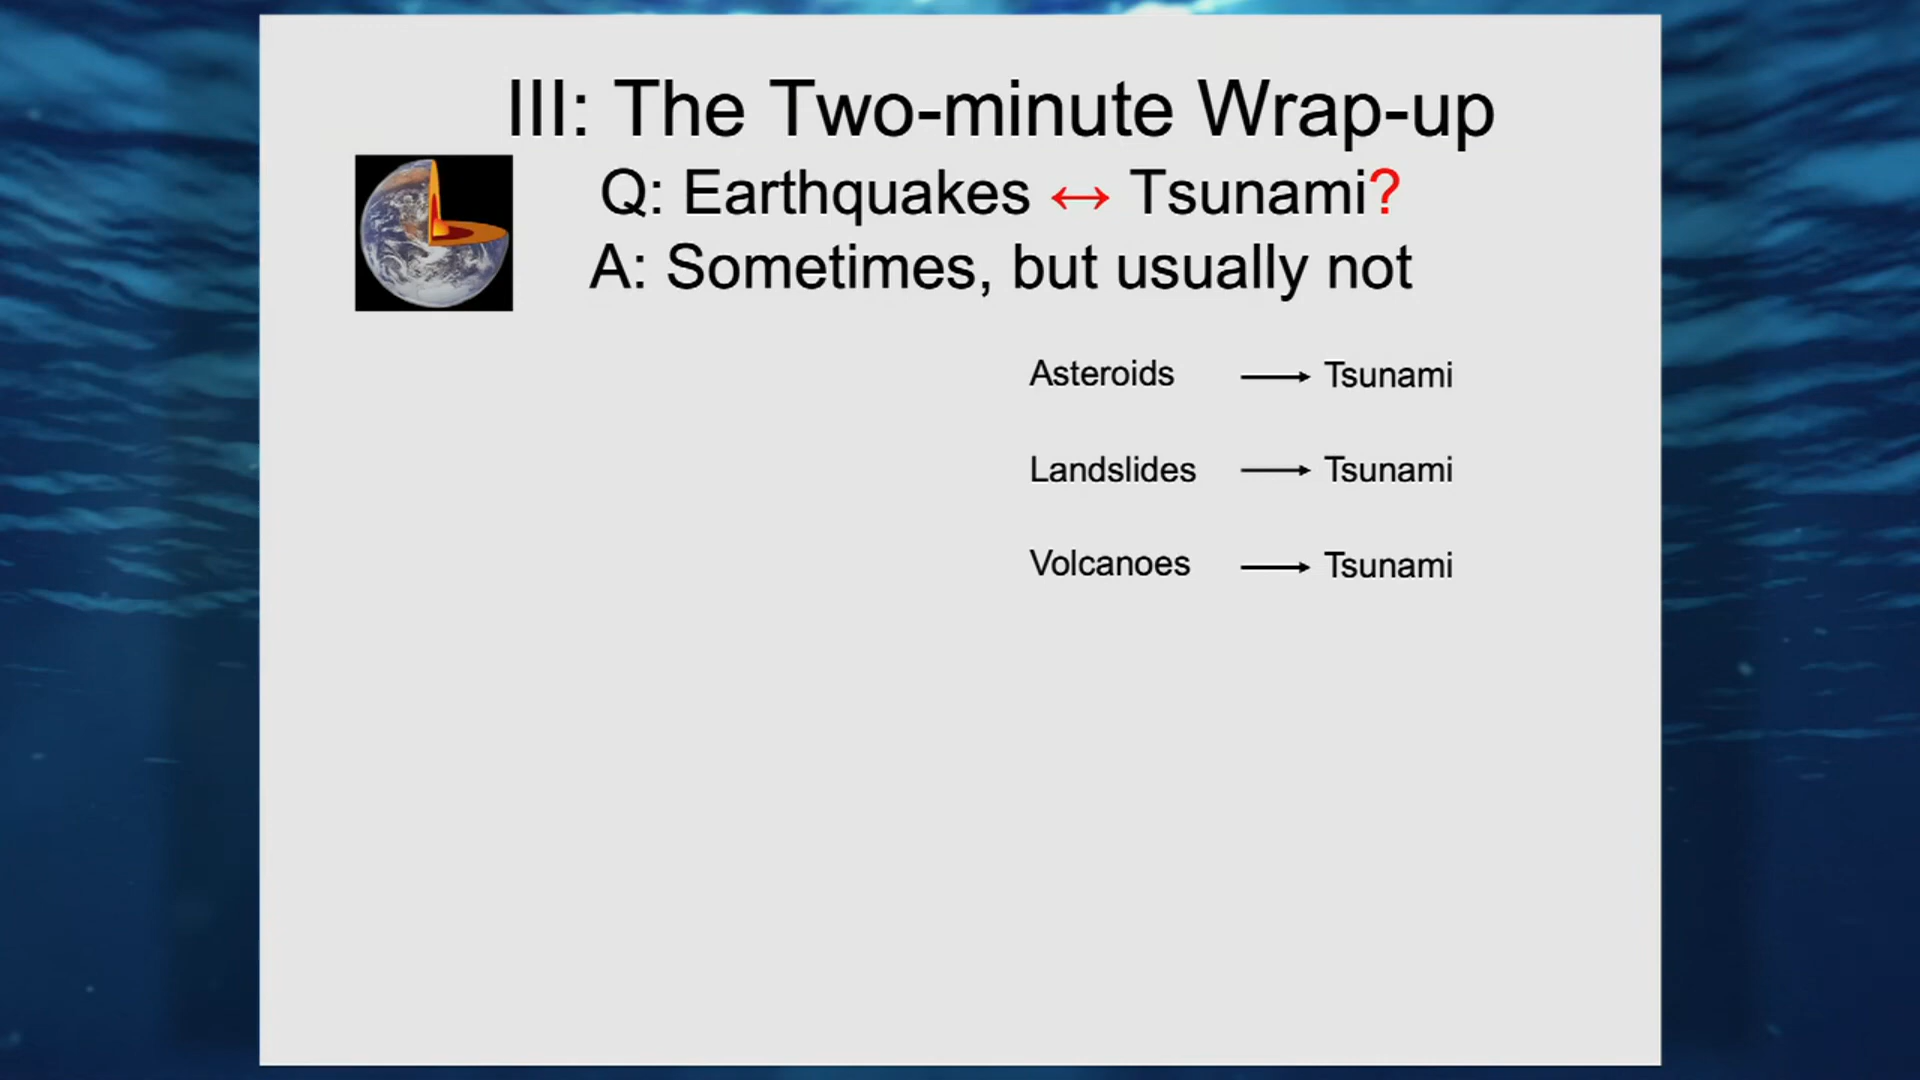 III: The Two-minute Wrap-up
Q: Earthquakes ↔ Tsunami?
A: Sometimes, but usually not
Asteroids → Tsunami
Landslides → Tsunami
Volcanoes → Tsunami